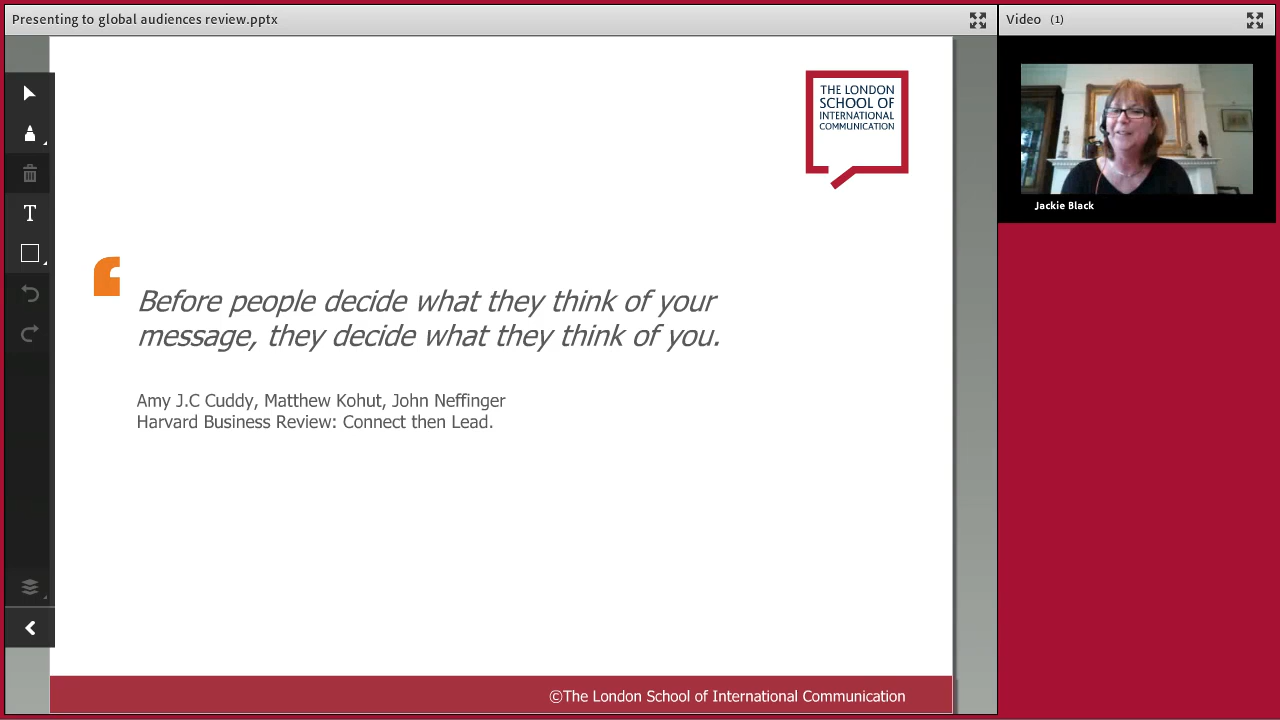 Presenting to global audiences review.pptx
Video (1)
THE LONDON
SCHOOL OF
INTERNATIONAL
COMMUNICATION
Jackie Black
T
Before people decide what they think of your
message, they decide what they think of you.
Amy J.C Cuddy, Matthew Kohut, John Neffinger
Harvard Business Review: Connect then Lead.
©The London School of International Communication